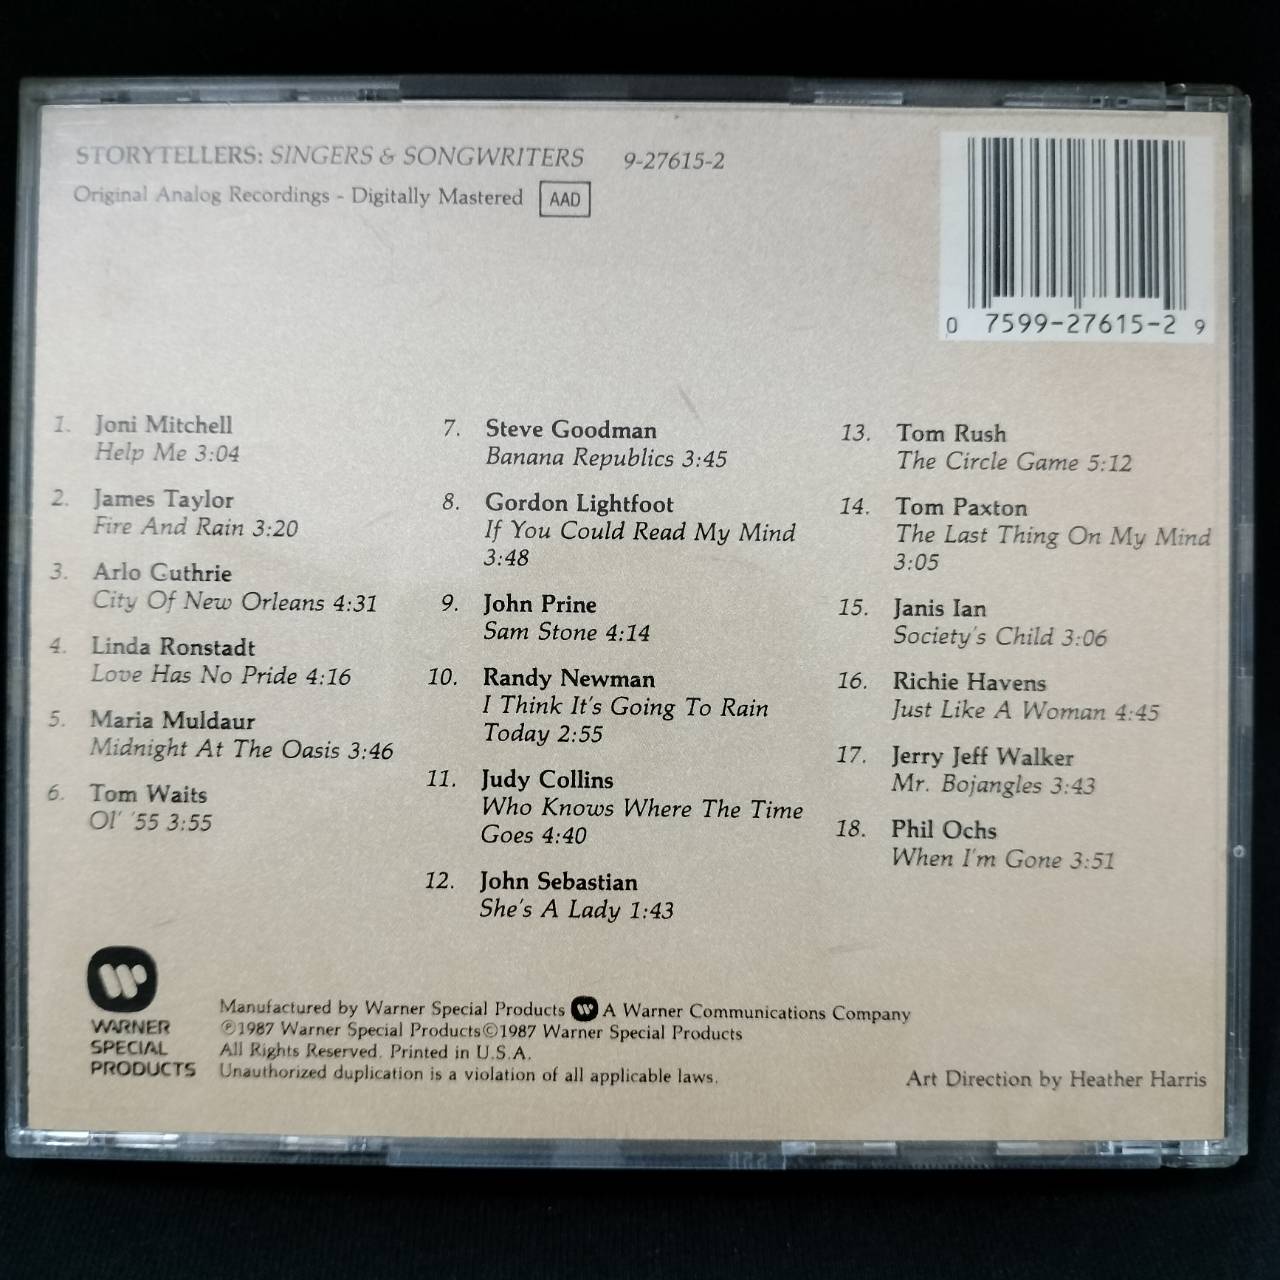 STORYTELLERS: SINGERS & SONGWRITERS 9-27615-2
Original Analog Recordings - Digitally Mastered AAD
0 7599-27615-2 9
1. Joni Mitchell
Help Me 3:04
2. James Taylor
Fire And Rain 3:20
3. Arlo Guthrie
City Of New Orleans 4:31
4. Linda Ronstadt
Love Has No Pride 4:16
5. Maria Muldaur
Midnight At The Oasis 3:46
6. Tom Waits
Ol' '55 3:55
7. Steve Goodman
Banana Republics 3:45
8. Gordon Lightfoot
If You Could Read My Mind
3:48
9. John Prine
Sam Stone 4:14
10. Randy Newman
I Think It's Going To Rain
Today 2:55
11. Judy Collins
Who Knows Where The Time
Goes 4:40
12. John Sebastian
She's A Lady 1:43
13. Tom Rush
The Circle Game 5:12
14. Tom Paxton
The Last Thing On My Mind
3:05
15. Janis Ian
Society's Child 3:06
16. Richie Havens
Just Like A Woman 4:45
17. Jerry Jeff Walker
Mr. Bojangles 3:43
18. Phil Ochs
When I'm Gone 3:51
WARNER
SPECIAL
PRODUCTS
Manufactured by Warner Special Products A Warner Communications Company
℗1987 Warner Special Products©1987 Warner Special Products
All Rights Reserved. Printed in U.S.A.
Unauthorized duplication is a violation of all applicable laws.
Art Direction by Heather Harris